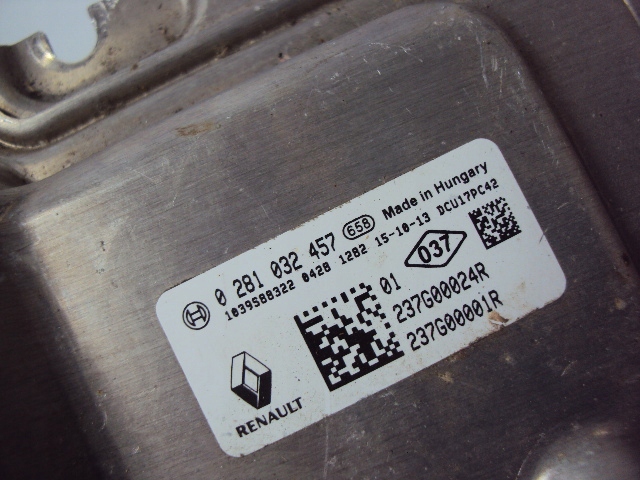 0 281 032 457 658 Made in Hungary
1039S88322 0428 1282 15-10-13 DCU17PC42
037
01
237G00024R
237G00001R
RENAULT